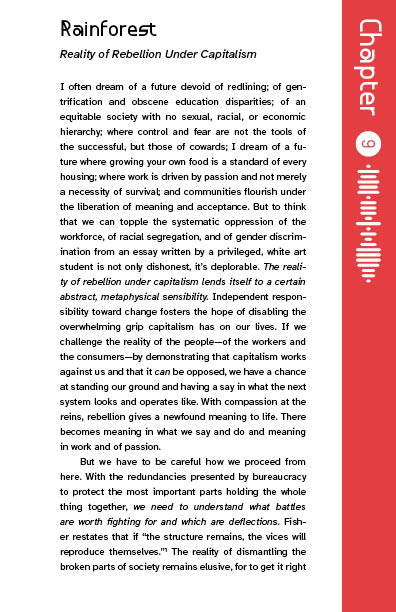 Rainforest
Reality of Rebellion Under Capitalism
I often dream of a future devoid of redlining; of gen-
trification and obscene education disparities; of an
equitable society with no sexual, racial, or economic
hierarchy; where control and fear are not the tools of
the successful, but those of cowards; I dream of a fu-
ture where growing your own food is a standard of every
housing; where work is driven by passion and not merely
a necessity of survival; and communities flourish under
the liberation of meaning and acceptance. But to think
that we can topple the systematic oppression of the
workforce, of racial segregation, and of gender discrim-
ination from an essay written by a privileged, white art
student is not only dishonest, it’s deplorable. The reali-
ty of rebellion under capitalism lends itself to a certain
abstract, metaphysical sensibility. Independent respon-
sibility toward change fosters the hope of disabling the
overwhelming grip capitalism has on our lives. If we
challenge the reality of the people—of the workers and
the consumers—by demonstrating that capitalism works
against us and that it can be opposed, we have a chance
at standing our ground and having a say in what the next
system looks and operates like. With compassion at the
reins, rebellion gives a newfound meaning to life. There
becomes meaning in what we say and do and meaning
in work and of passion.
But we have to be careful how we proceed from
here. With the redundancies presented by bureaucracy
to protect the most important parts holding the whole
thing together, we need to understand what battles
are worth fighting for and which are deflections. Fish-
er restates that if “the structure remains, the vices will
reproduce themselves.” The reality of dismantling the
broken parts of society remains elusive, for to get it right
Chapter